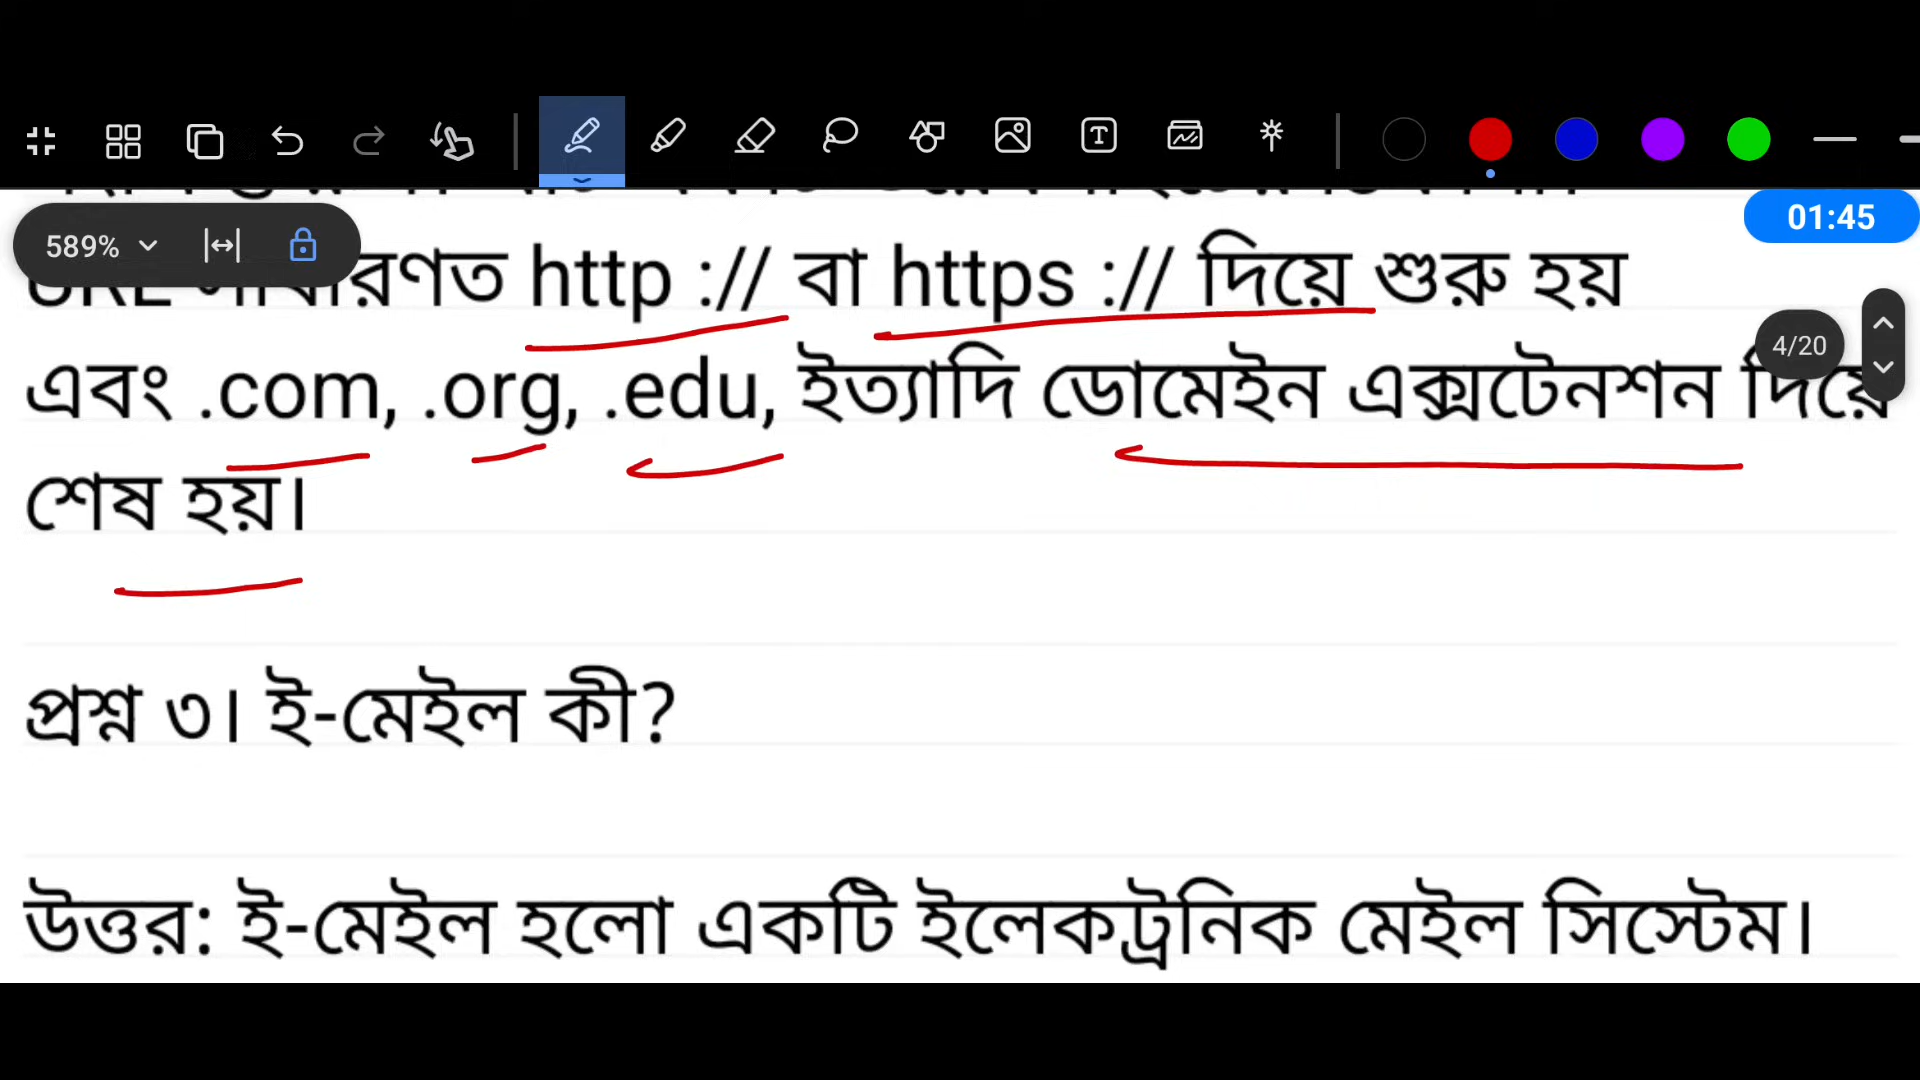 589%
01:45
URL সাধারণত http :// বা https :// দিয়ে শুরু হয়
4/20
এবং .com, .org, .edu, ইত্যাদি ডোমেইন এক্সটেনশন দিয়ে
শেষ হয়।
প্রশ্ন ৩। ই-মেইল কী?
উত্তর: ই-মেইল হলো একটি ইলেকট্রনিক মেইল সিস্টেম।